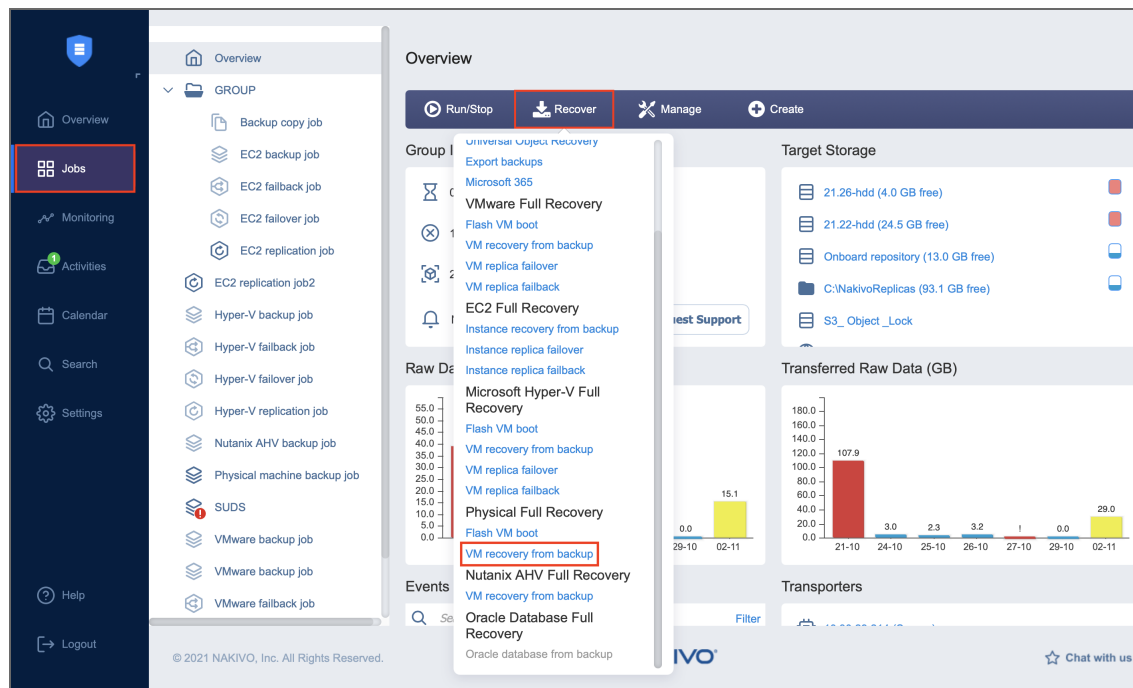 Overview
Jobs
Monitoring
1
Activities
Calendar
Search
Settings
Help
Logout
Overview
GROUP
Backup copy job
EC2 backup job
EC2 failback job
EC2 failover job
EC2 replication job
EC2 replication job2
Hyper-V backup job
Hyper-V failback job
Hyper-V failover job
Hyper-V replication job
Nutanix AHV backup job
Physical machine backup job
SUDS
VMware backup job
VMware backup job
VMware failback job
© 2021 NAKIVO, Inc. All Rights Reserved.
Overview
Run/Stop Recover Manage Create
Group I
Universal Object Recovery
Export backups
Microsoft 365
VMware Full Recovery
Flash VM boot
VM recovery from backup
VM replica failover
VM replica failback
EC2 Full Recovery
Instance recovery from backup
Instance replica failover
Instance replica failback
Microsoft Hyper-V Full
Recovery
Flash VM boot
VM recovery from backup
VM replica failover
VM replica failback
Physical Full Recovery
Flash VM boot
VM recovery from backup
Nutanix AHV Full Recovery
VM recovery from backup
Oracle Database Full
Recovery
Oracle database from backup
Support
Raw
55.0
50.0
45.0
40.0
35.0
30.0
25.0
20.0
15.0
10.0
5.0
0.0
0.0 15.1
29-10 02-11
Events
Filter
IVO
Target Storage
21.26-hdd (4.0 GB free)
21.22-hdd (24.5 GB free)
Onboard repository (13.0 GB free)
C:\NakivoReplicas (93.1 GB free)
S3_ Object _Lock
Transferred Raw Data (GB)
180.0
160.0
140.0
120.0
100.0
80.0
60.0
40.0
20.0
0.0
107.9 3.0 2.3 3.2 ! 0.0 29.0
21-10 24-10 25-10 26-10 27-10 29-10 02-11
Transporters
Chat with us